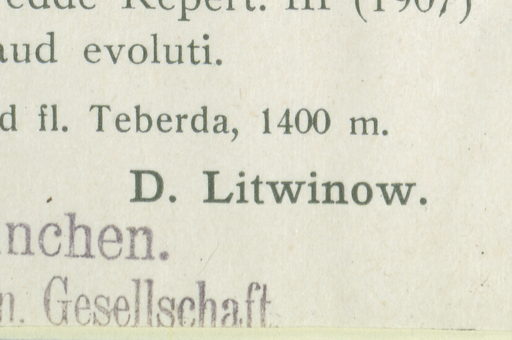 Repert. III (1907)
aud evoluti.
d fl. Teberda, 1400 m.
D. Litwinow.
nchen.
n. Gesellschaft